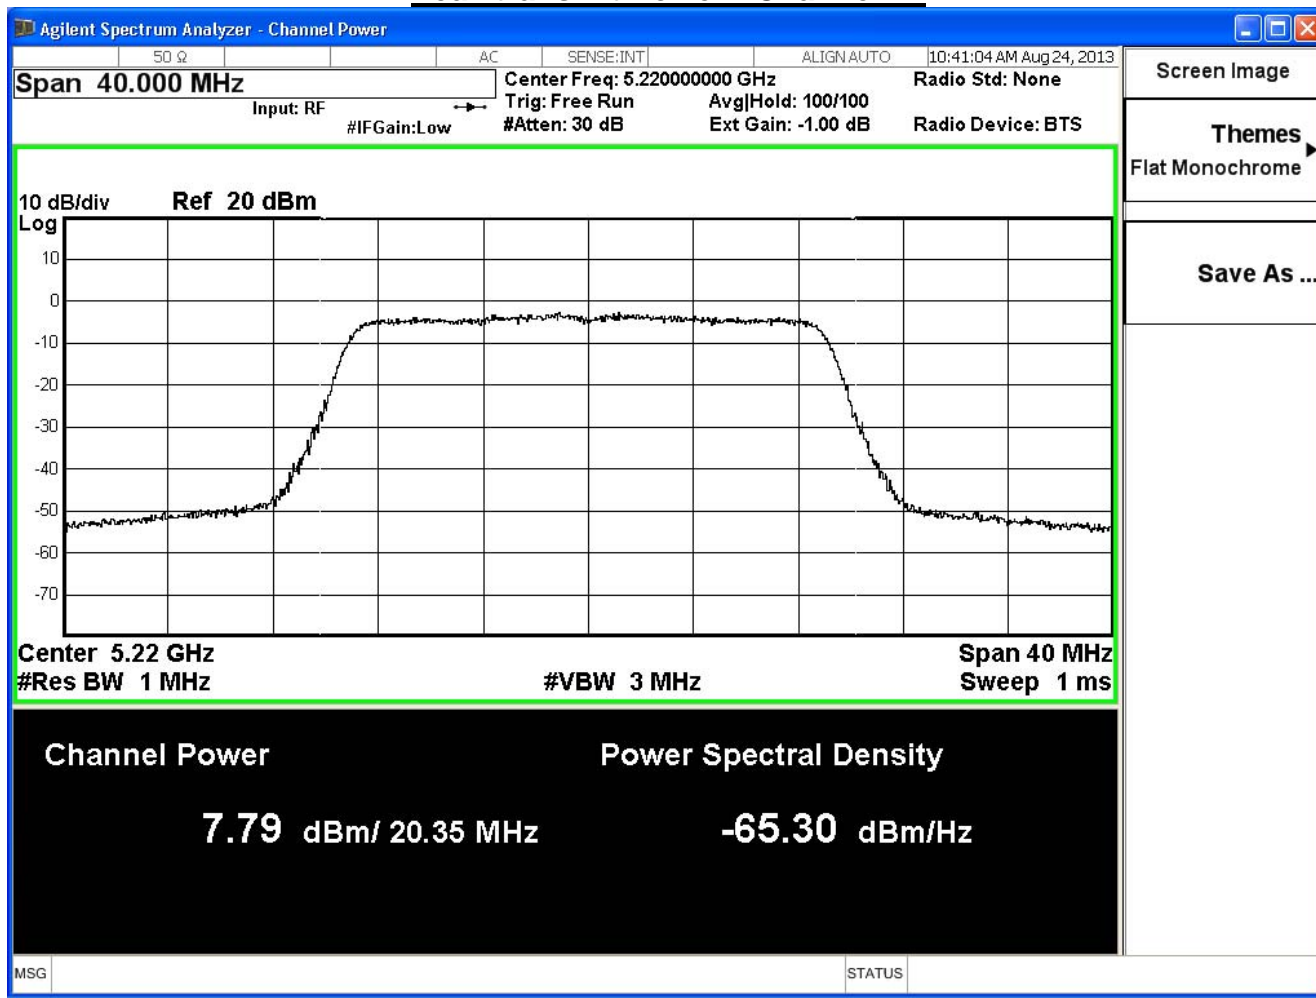 Agilent Spectrum Analyzer - Channel Power
50 Ω AC SENSE:INT ALIGN AUTO 10:41:04 AM Aug 24, 2013
Span 40.000 MHz
Input: RF
#IFGain:Low
Center Freq: 5.220000000 GHz
Trig: Free Run Avg|Hold: 100/100
#Atten: 30 dB Ext Gain: -1.00 dB
Radio Std: None
Radio Device: BTS
Screen Image
Themes
Flat Monochrome
Save As ...
10 dB/div Ref 20 dBm
Log
10
0
-10
-20
-30
-40
-50
-60
-70
Center 5.22 GHz Span 40 MHz
#Res BW 1 MHz #VBW 3 MHz Sweep 1 ms
Channel Power Power Spectral Density
7.79 dBm/ 20.35 MHz -65.30 dBm/Hz
MSG STATUS